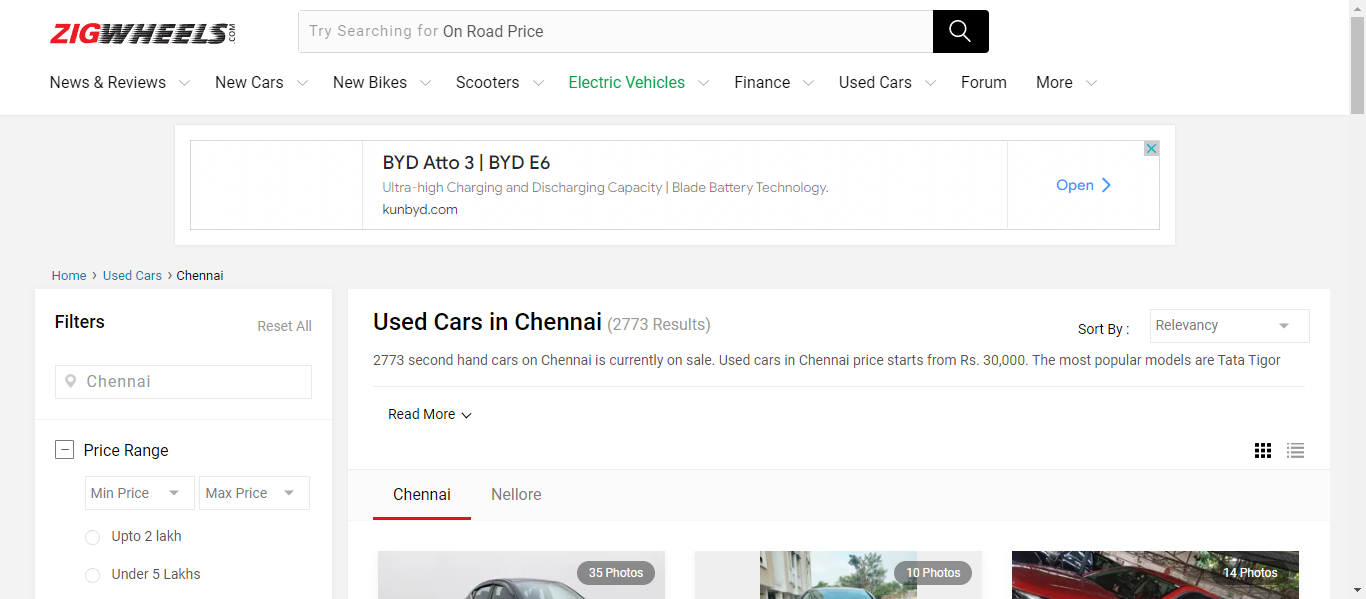 ZIGWHEELS.COM
Try Searching for On Road Price
News & Reviews New Cars New Bikes Scooters Electric Vehicles Finance Used Cars Forum More
BYD Atto 3 | BYD E6
Ultra-high Charging and Discharging Capacity | Blade Battery Technology.
kunbyd.com
Open
Home › Used Cars › Chennai
Filters
Reset All
Chennai
Price Range
Min Price Max Price
Upto 2 lakh
Under 5 Lakhs
Used Cars in Chennai (2773 Results)
Sort By : Relevancy
2773 second hand cars on Chennai is currently on sale. Used cars in Chennai price starts from Rs. 30,000. The most popular models are Tata Tigor
Read More
Chennai Nellore
35 Photos 10 Photos 14 Photos